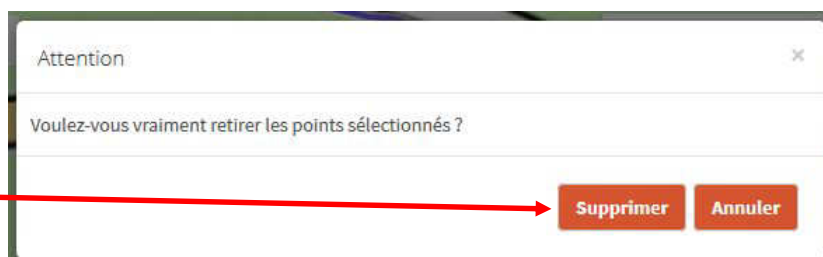 Attention ×
Voulez-vous vraiment retirer les points sélectionnés ?
Supprimer Annuler